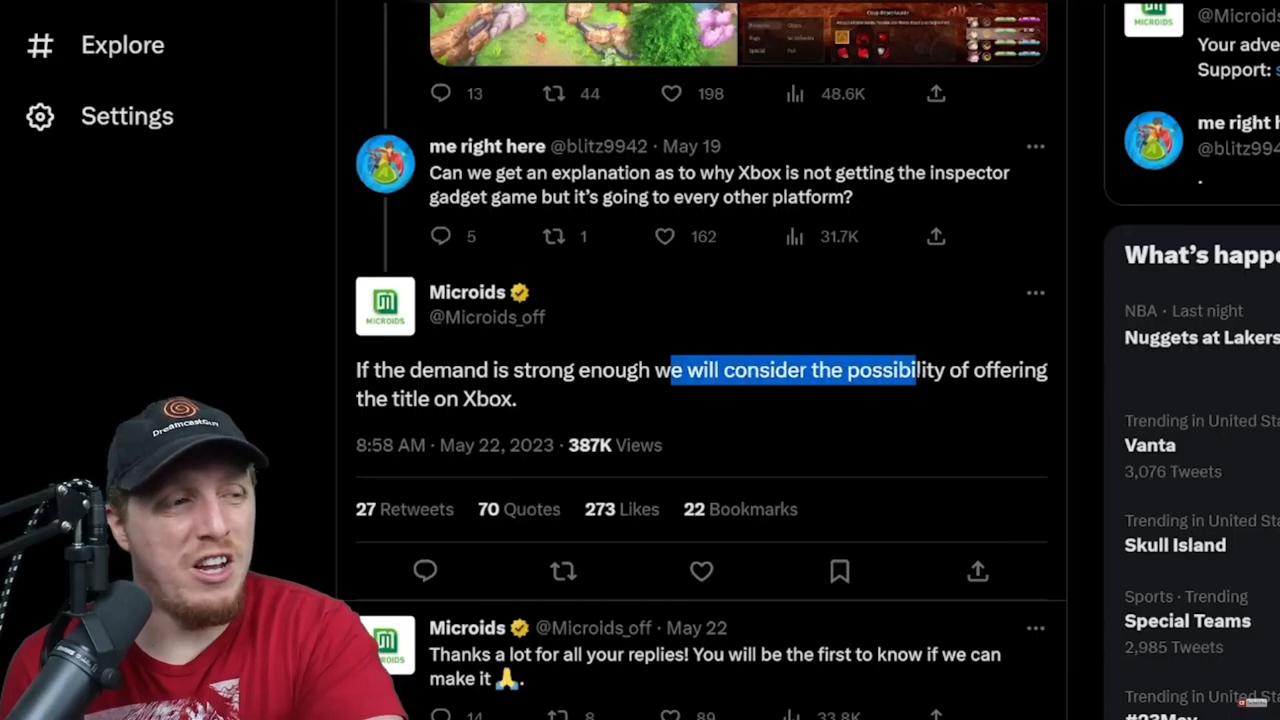 Explore
Settings
13 44 198 48.6K
me right here @blitz9942 · May 19
Can we get an explanation as to why Xbox is not getting the inspector
gadget game but it's going to every other platform?
5 1 162 31.7K
Microids
@Microids_off
MICROIDS
If the demand is strong enough we will consider the possibility of offering
the title on Xbox.
8:58 AM · May 22, 2023 · 387K Views
27 Retweets 70 Quotes 273 Likes 22 Bookmarks
Microids @Microids_off · May 22
Thanks a lot for all your replies! You will be the first to know if we can
make it 🙏.
14 8 89 33.8K
DreamcastGuy
MICROIDS
@Microids
Your adve
Support:
me right h
@blitz994
.
What's happe
NBA · Last night
Nuggets at Lakers
Trending in United Sta
Vanta
3,076 Tweets
Trending in United Sta
Skull Island
Sports · Trending
Special Teams
2,985 Tweets
Trending in United Sta
#23May